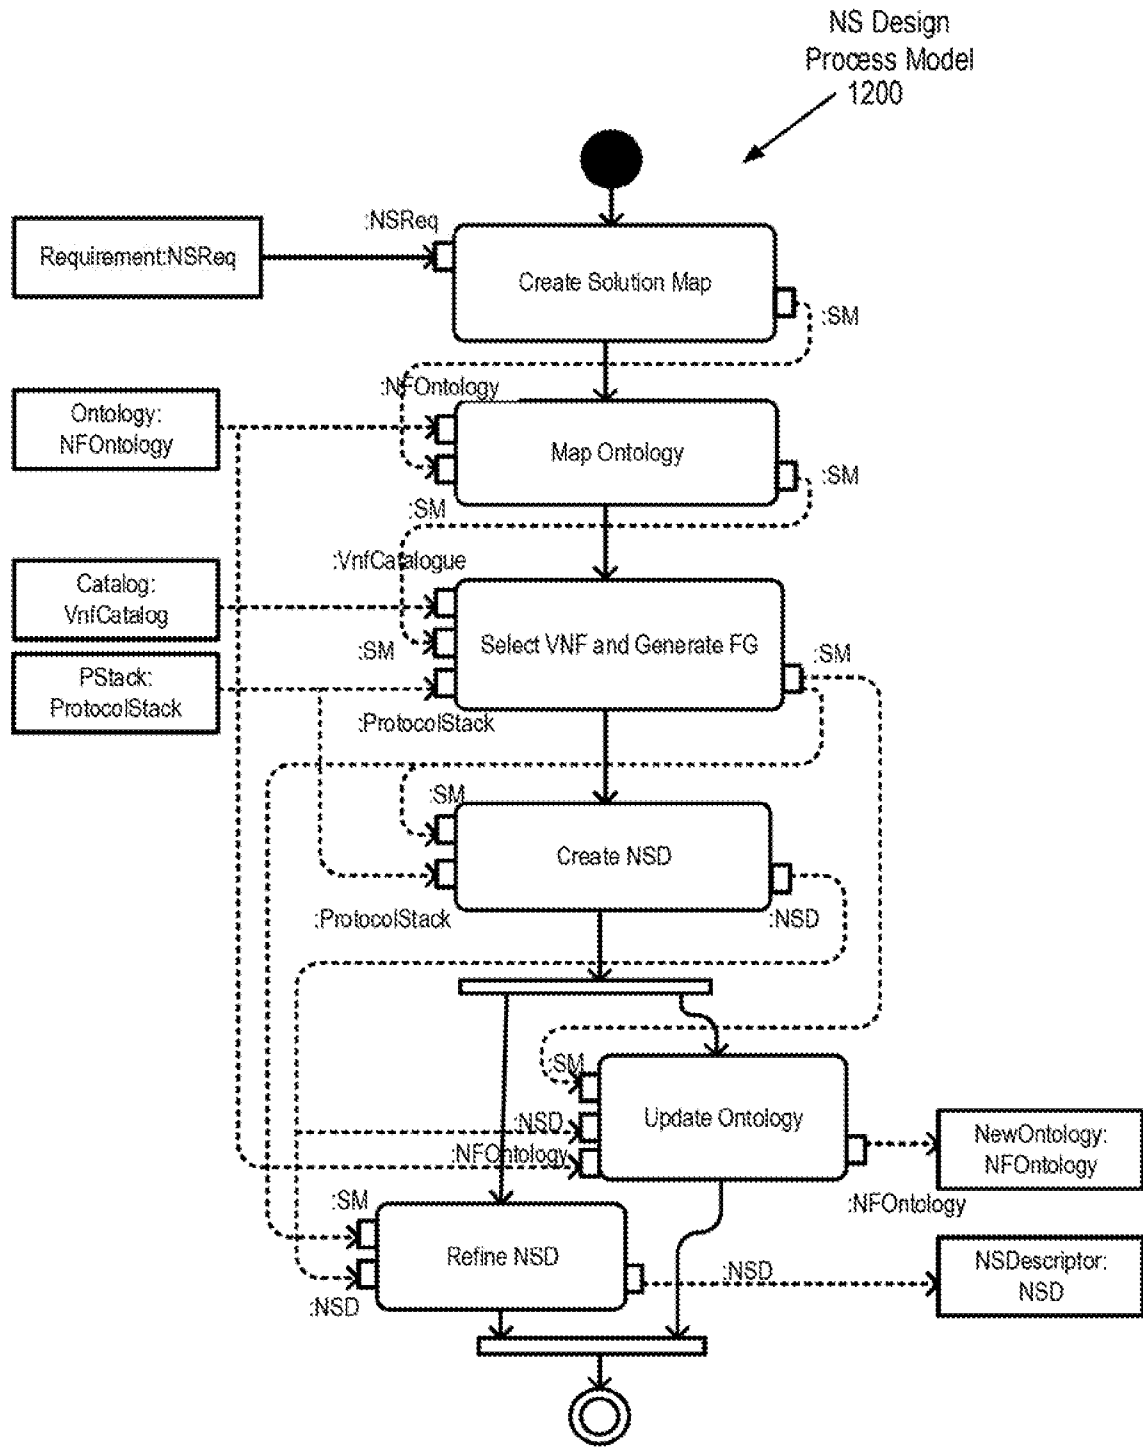 NS Design
Process Model
1200
:NSReq
Requirement:NSReq
Create Solution Map
:SM
:NFOntology
Ontology:
NFOntology
Map Ontology
:SM
:SM
:VnfCatalogue
Catalog:
VnfCatalog
Select VNF and Generate FG
:SM
:SM
PStack:
ProtocolStack
:ProtocolStack
:SM
Create NSD
:ProtocolStack
:NSD
:SM
Update Ontology
:NSD
:NFOntology
NewOntology:
NFOntology
:NFOntology
:SM
Refine NSD
:NSD
:NSD
NSDescriptor:
NSD